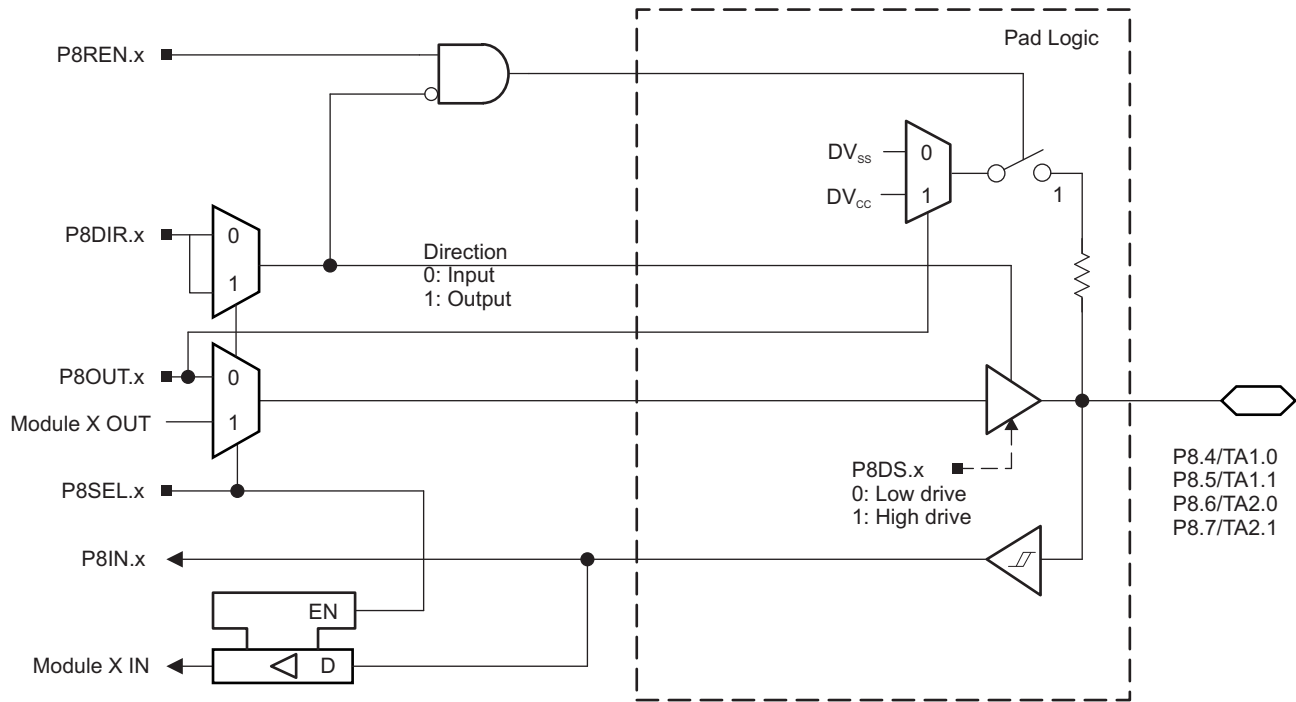 Pad Logic
P8REN.x
DVSS
0
DVCC
1
1
P8DIR.x
0
1
Direction
0: Input
1: Output
P8OUT.x
0
Module X OUT
1
P8DS.x
0: Low drive
1: High drive
P8.4/TA1.0
P8.5/TA1.1
P8.6/TA2.0
P8.7/TA2.1
P8SEL.x
P8IN.x
EN
Module X IN
D